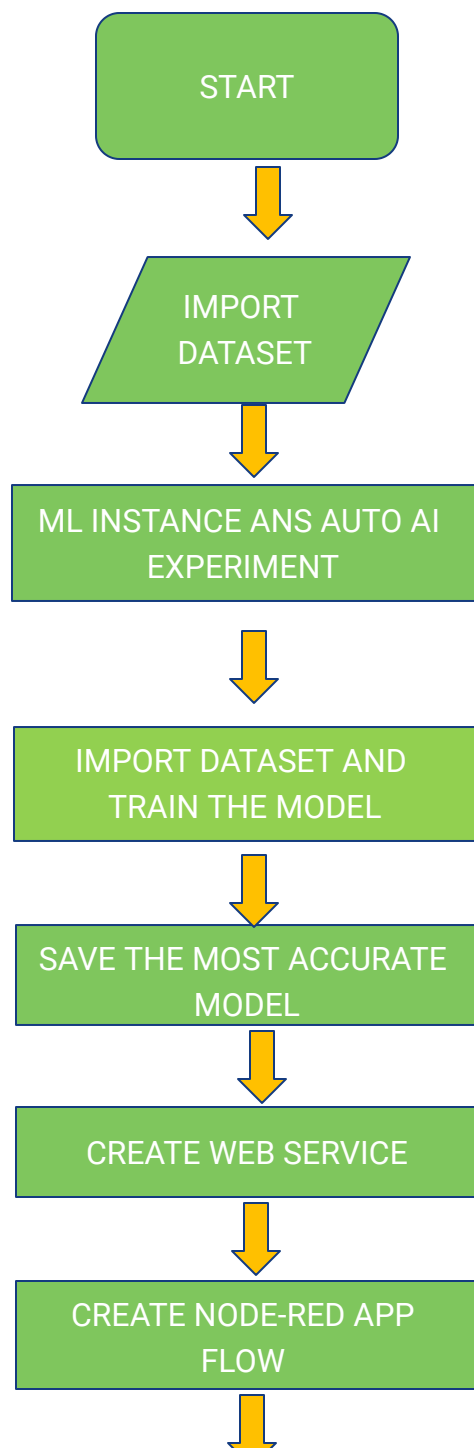 START
IMPORT
DATASET
ML INSTANCE ANS AUTO AI
EXPERIMENT
IMPORT DATASET AND
TRAIN THE MODEL
SAVE THE MOST ACCURATE
MODEL
CREATE WEB SERVICE
CREATE NODE-RED APP
FLOW